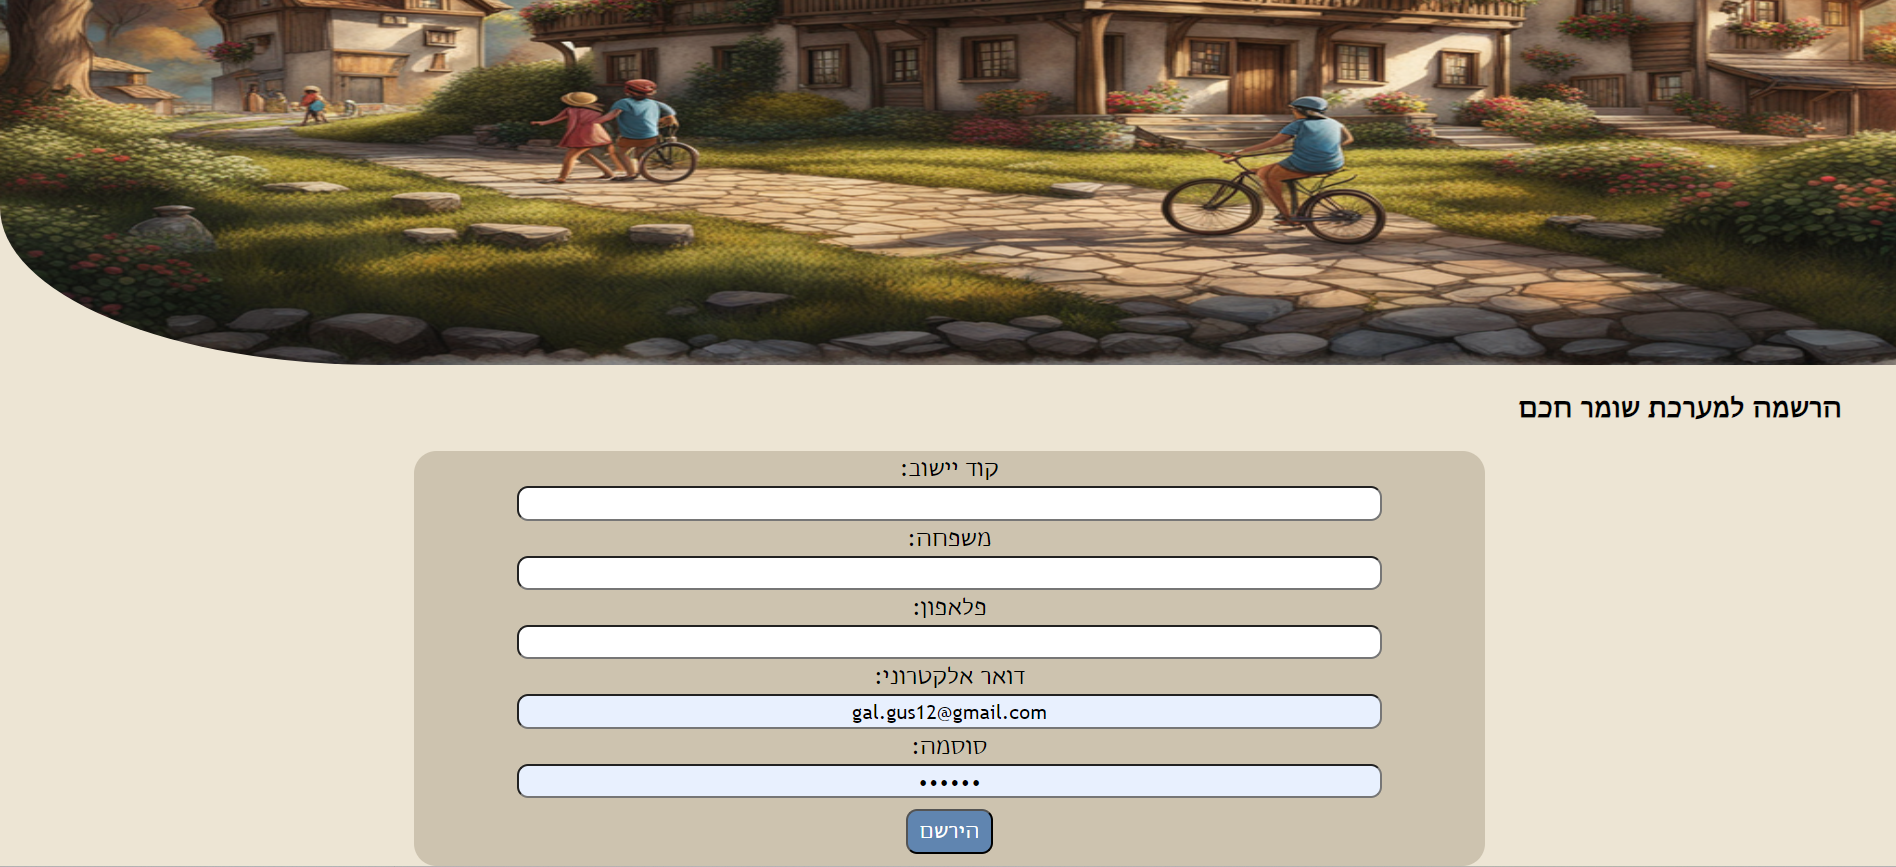 הרשמה למערכת שומר חכם
קוד יישוב:
משפחה:
פלאפון:
דואר אלקטרוני:
gal.gus12@gmail.com
סוסמה:
••••••
הירשם